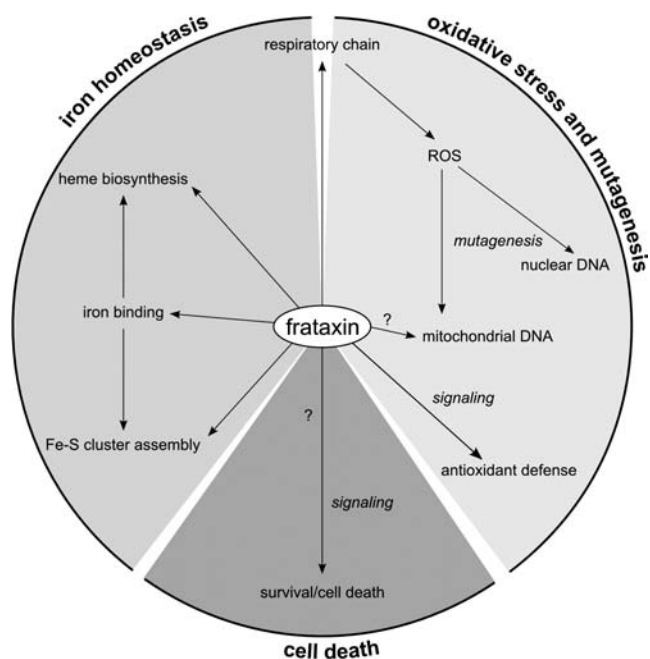 iron homeostasis
oxidative stress and mutagenesis
respiratory chain
ROS
heme biosynthesis
mutagenesis
nuclear DNA
iron binding
frataxin
?
mitochondrial DNA
signaling
?
Fe-S cluster assembly
antioxidant defense
signaling
survival/cell death
cell death